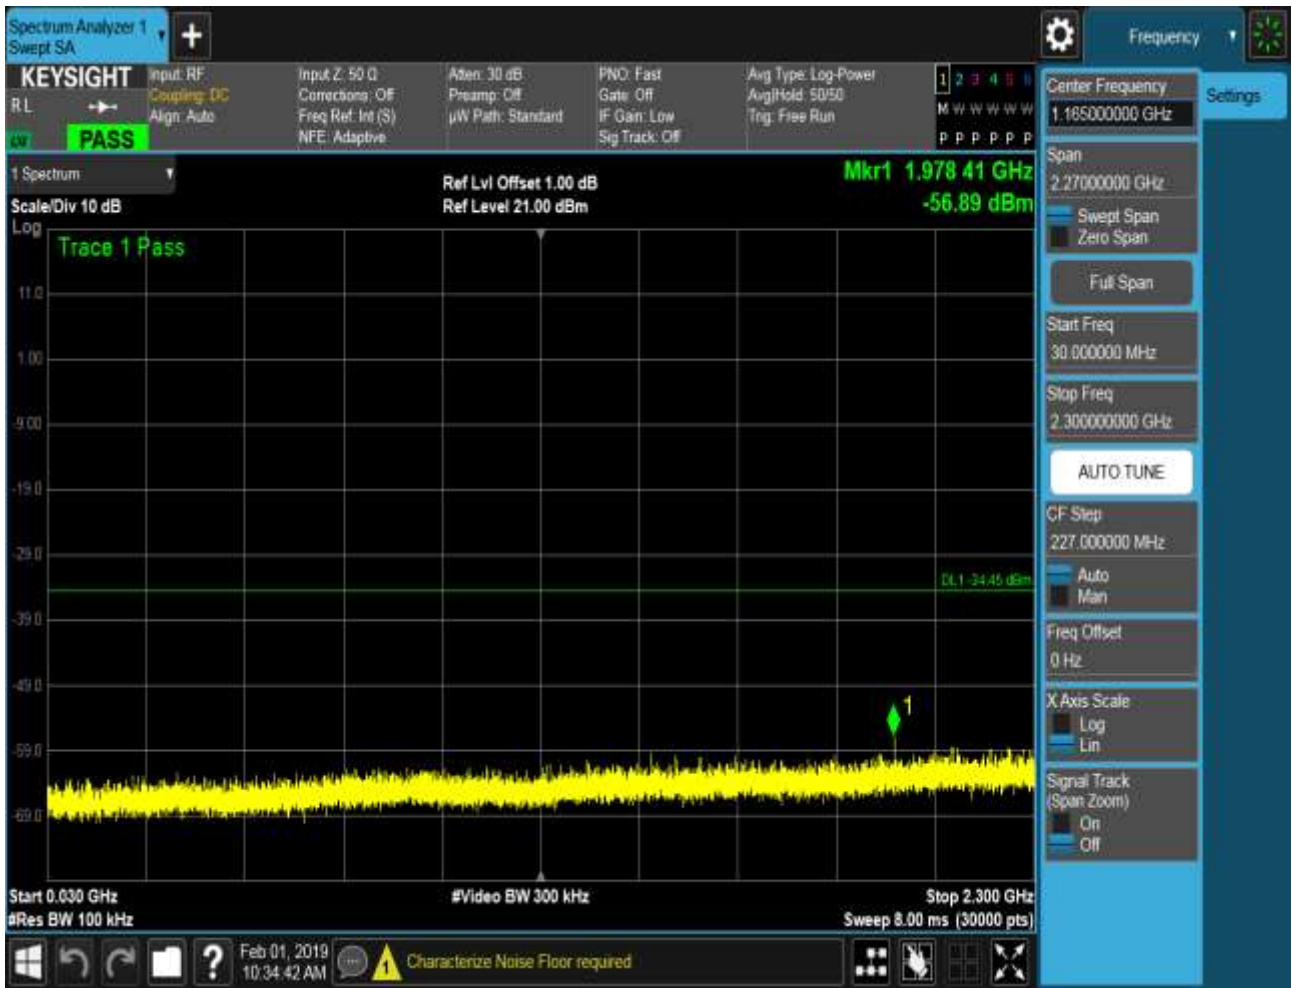 Spectrum Analyzer 1
Swept SA
Frequency
KEYSIGHT
R L
PASS
Input: RF
Coupling: DC
Align: Auto
Input Z: 50 Ω
Corrections: Off
Freq Ref: Int (S)
NFE: Adaptive
Atten: 30 dB
Preamp: Off
µW Path: Standard
PNO: Fast
Gate: Off
IF Gain: Low
Sig Track: Off
Avg Type: Log-Power
Avg|Hold: 50/50
Trig: Free Run
1 2 3 4 5 6
M W W W W W
P P P P P P
1 Spectrum
Scale/Div 10 dB
Log
Ref Lvl Offset 1.00 dB
Ref Level 21.00 dBm
Mkr1 1.978 41 GHz
-56.89 dBm
Trace 1 Pass
11.0
1.00
-9.00
-19.0
-29.0
DL1 -34.45 dBm
-39.0
-49.0
1
-59.0
-69.0
Start 0.030 GHz
#Res BW 100 kHz
#Video BW 300 kHz
Stop 2.300 GHz
Sweep 8.00 ms (30000 pts)
Feb 01, 2019
10:34:42 AM
Characterize Noise Floor required
Center Frequency
1.165000000 GHz
Settings
Span
2.27000000 GHz
Swept Span
Zero Span
Full Span
Start Freq
30.000000 MHz
Stop Freq
2.300000000 GHz
AUTO TUNE
CF Step
227.000000 MHz
Auto
Man
Freq Offset
0 Hz
X Axis Scale
Log
Lin
Signal Track
(Span Zoom)
On
Off